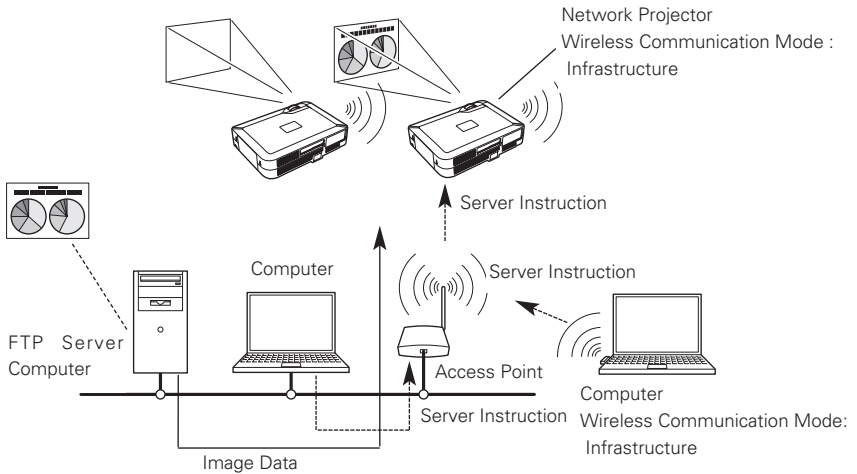 Network Projector
Wireless Communication Mode :
Infrastructure
Server Instruction
Computer
Server Instruction
FTP Server
Computer
Access Point
Computer
Server Instruction
Wireless Communication Mode:
Infrastructure
Image Data